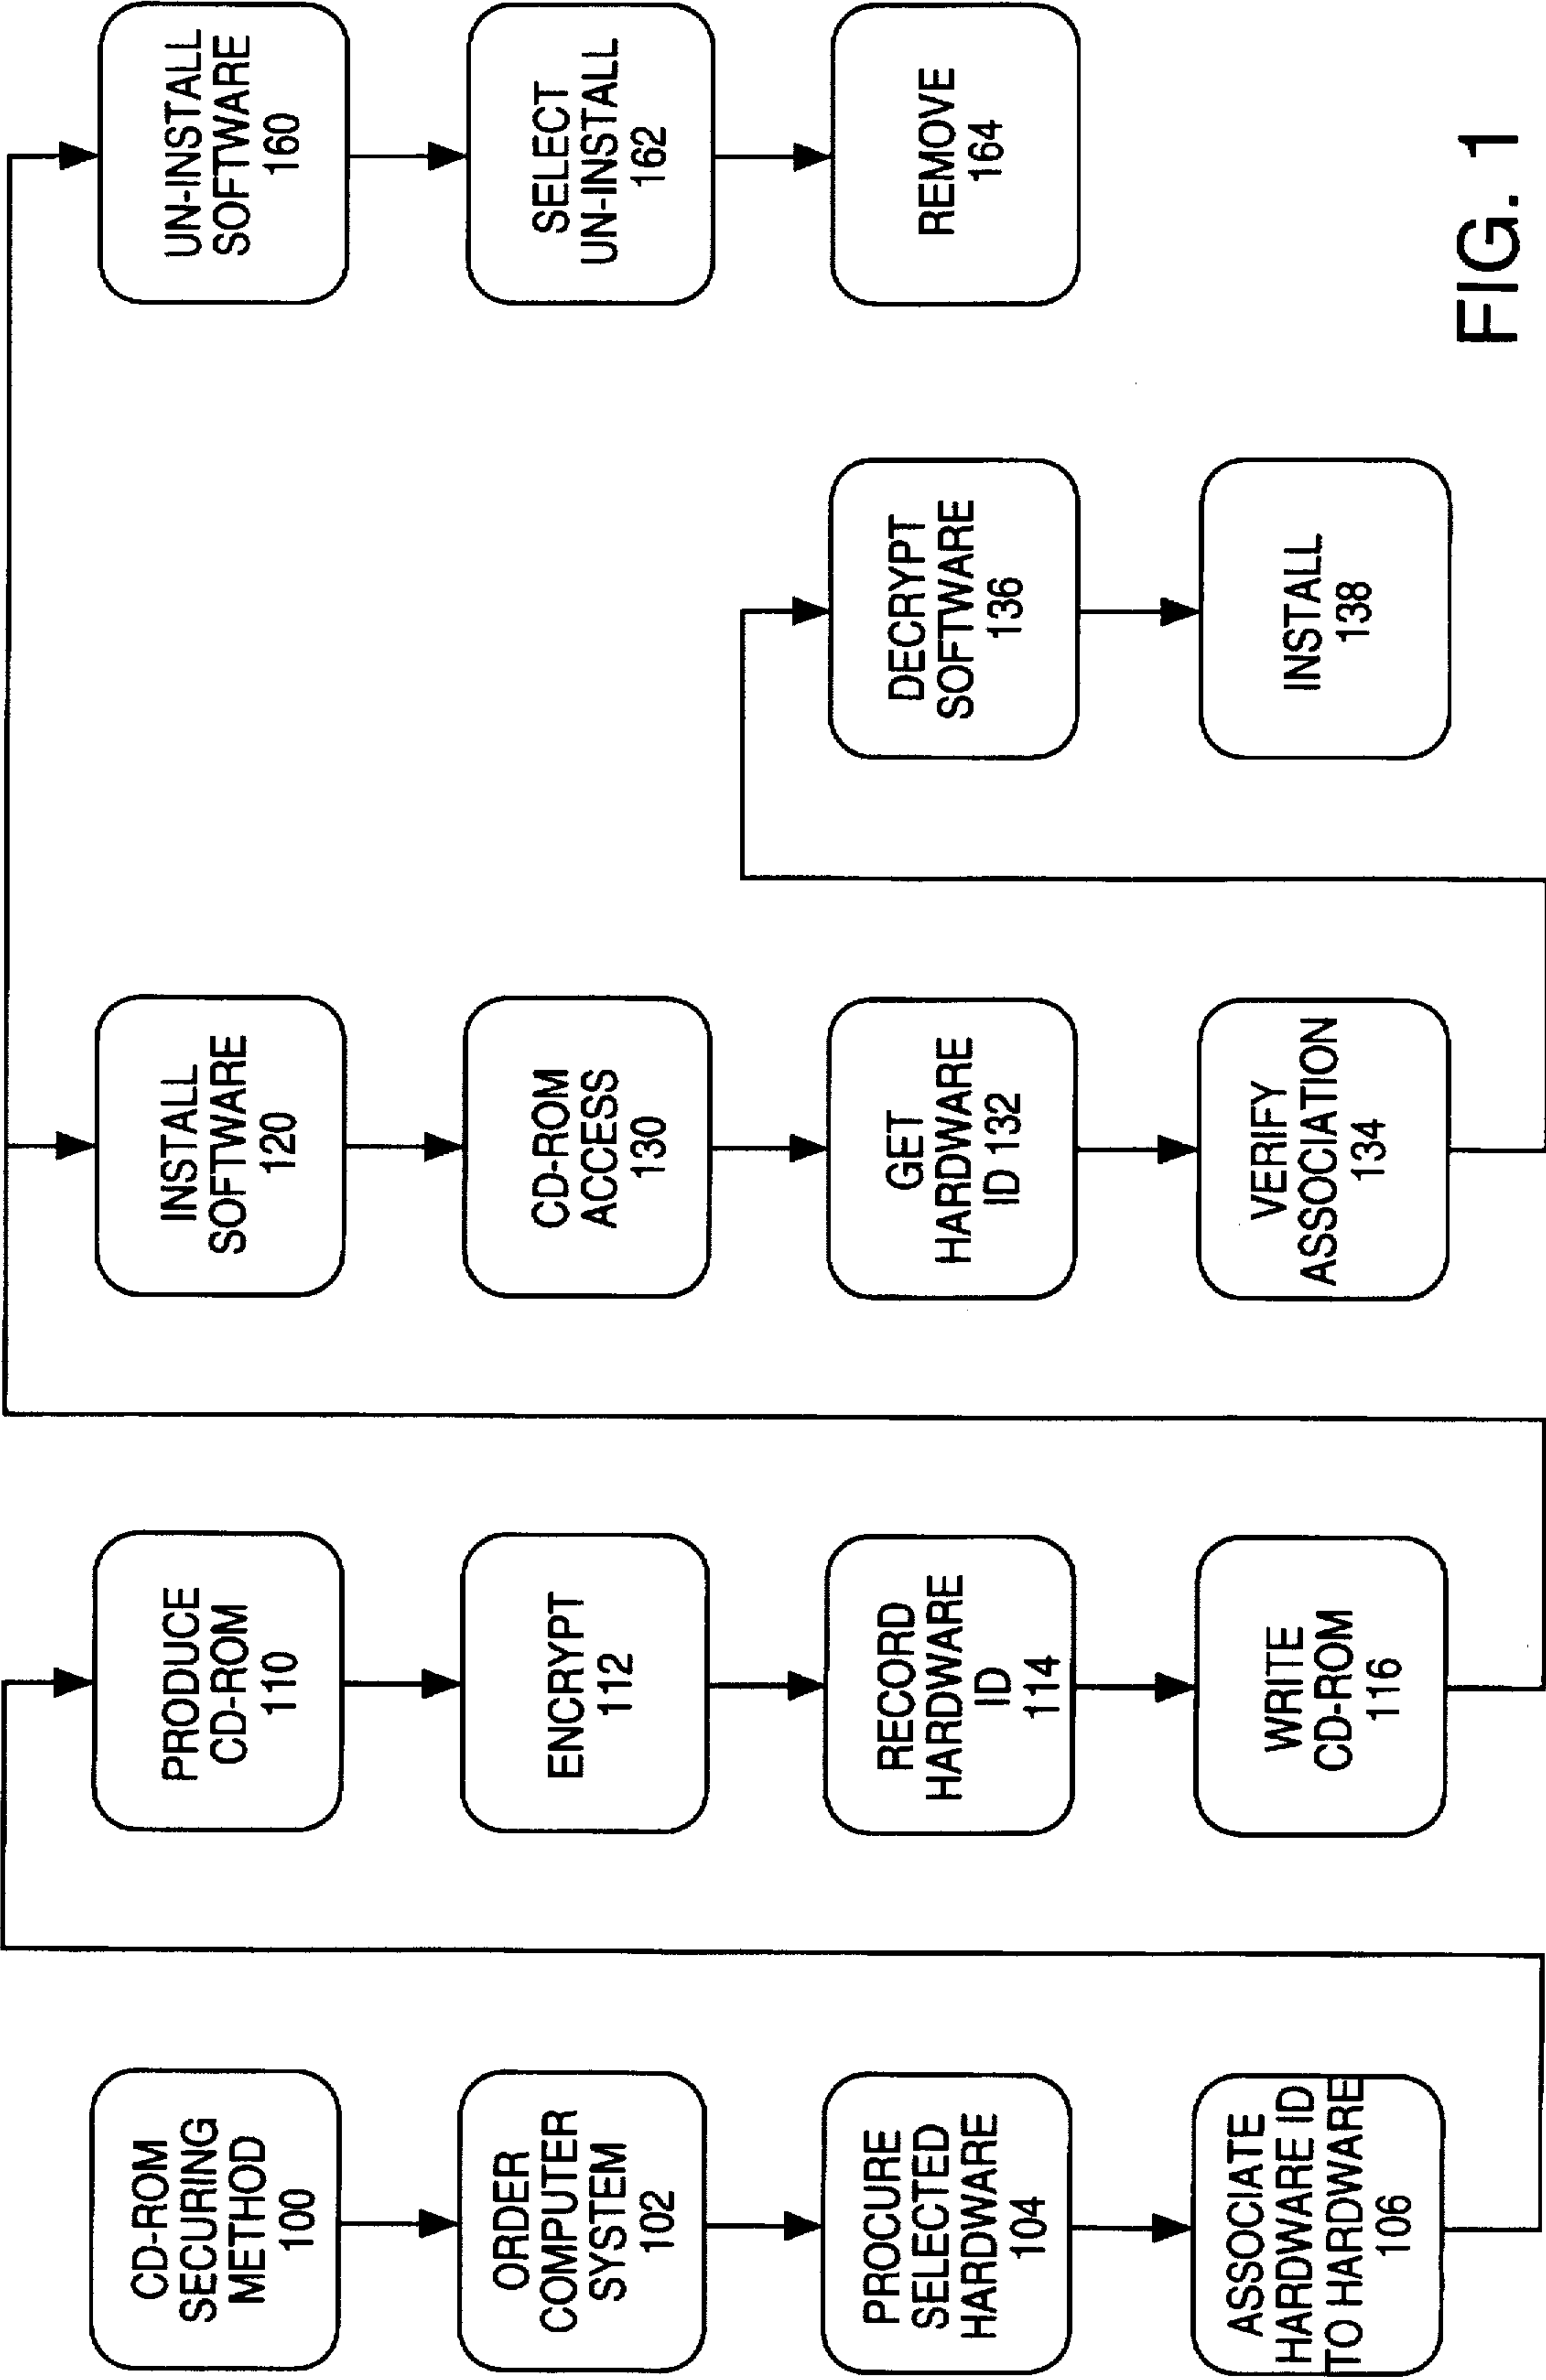 CD-ROM
SECURING
METHOD
100
ORDER
COMPUTER
SYSTEM
102
PROCURE
SELECTED
HARDWARE
104
ASSOCIATE
HARDWARE ID
TO HARDWARE
106
PRODUCE
CD-ROM
110
ENCRYPT
112
RECORD
HARDWARE
ID
114
WRITE
CD-ROM
116
INSTALL
SOFTWARE
120
CD-ROM
ACCESS
130
GET
HARDWARE
ID 132
VERIFY
ASSOCIATION
134
DECRYPT
SOFTWARE
136
INSTALL
138
UN-INSTALL
SOFTWARE
160
SELECT
UN-INSTALL
162
REMOVE
164
FIG. 1